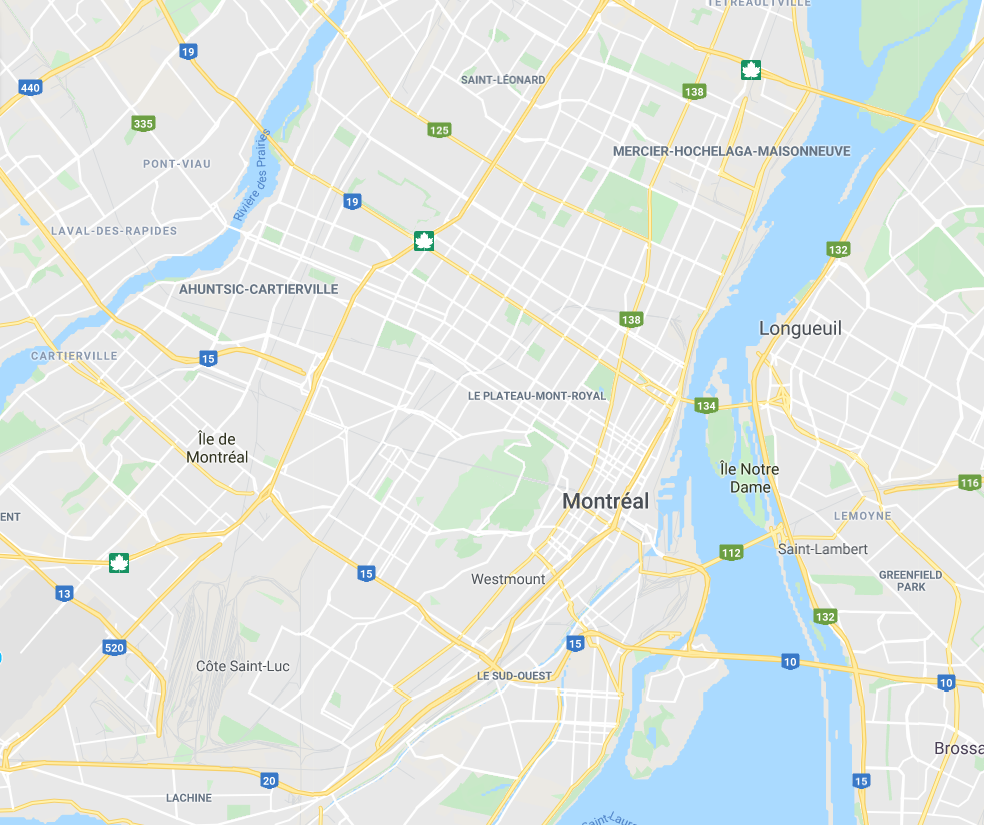 TÉTREAULTVILLE
19
440
SAINT-LÉONARD
138
335
125
PONT-VIAU
MERCIER-HOCHELAGA-MAISONNEUVE
Rivière des Prairies
19
LAVAL-DES-RAPIDES
132
AHUNTSIC-CARTIERVILLE
138
Longueuil
CARTIERVILLE
15
LE PLATEAU-MONT-ROYAL
134
Île de
Montréal
Île Notre
Dame
116
Montréal
ENT
LEMOYNE
112
Saint-Lambert
15
Westmount
GREENFIELD
PARK
13
132
520
15
10
Côte Saint-Luc
LE SUD-OUEST
10
Brossa
20
15
LACHINE
Saint-Laure